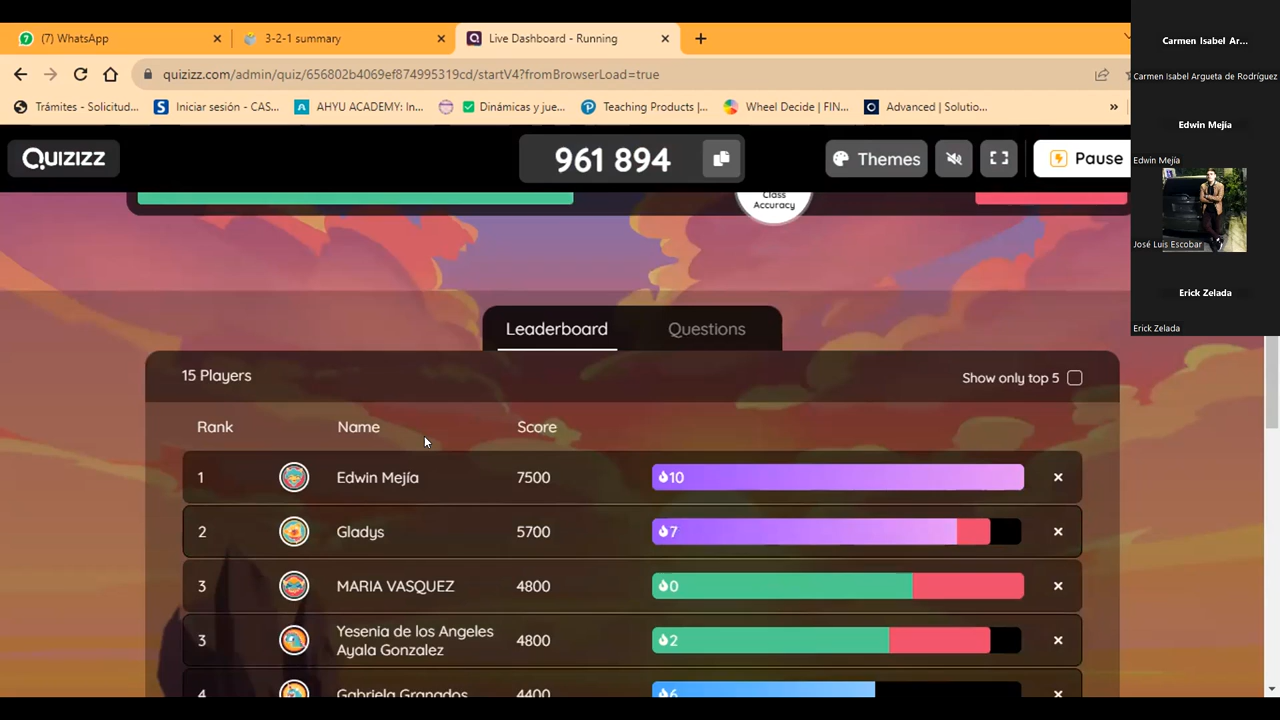 (7) WhatsApp
3-2-1 summary
Live Dashboard - Running
quizizz.com/admin/quiz/656802b4069ef874995319cd/startV4?fromBrowserLoad=true
Trámites - Solicitud...
Iniciar sesión - CAS...
AHYU ACADEMY: In...
Dinámicas y jue...
Teaching Products |...
Wheel Decide | FIN...
Advanced | Solutio...
»
QUIZIZZ
961 894
Themes
Pause
Class
Accuracy
Leaderboard
Questions
15 Players
Show only top 5
Rank Name Score
1 Edwin Mejía 7500 10
2 Gladys 5700 7
3 MARIA VASQUEZ 4800 0
3 Yesenia de los Angeles
Ayala Gonzalez 4800 2
4 Gabriela Granados 4400 6
Carmen Isabel Ar...
Carmen Isabel Argueta de Rodríguez
Edwin Mejía
Edwin Mejía
José Luis Escobar
Erick Zelada
Erick Zelada